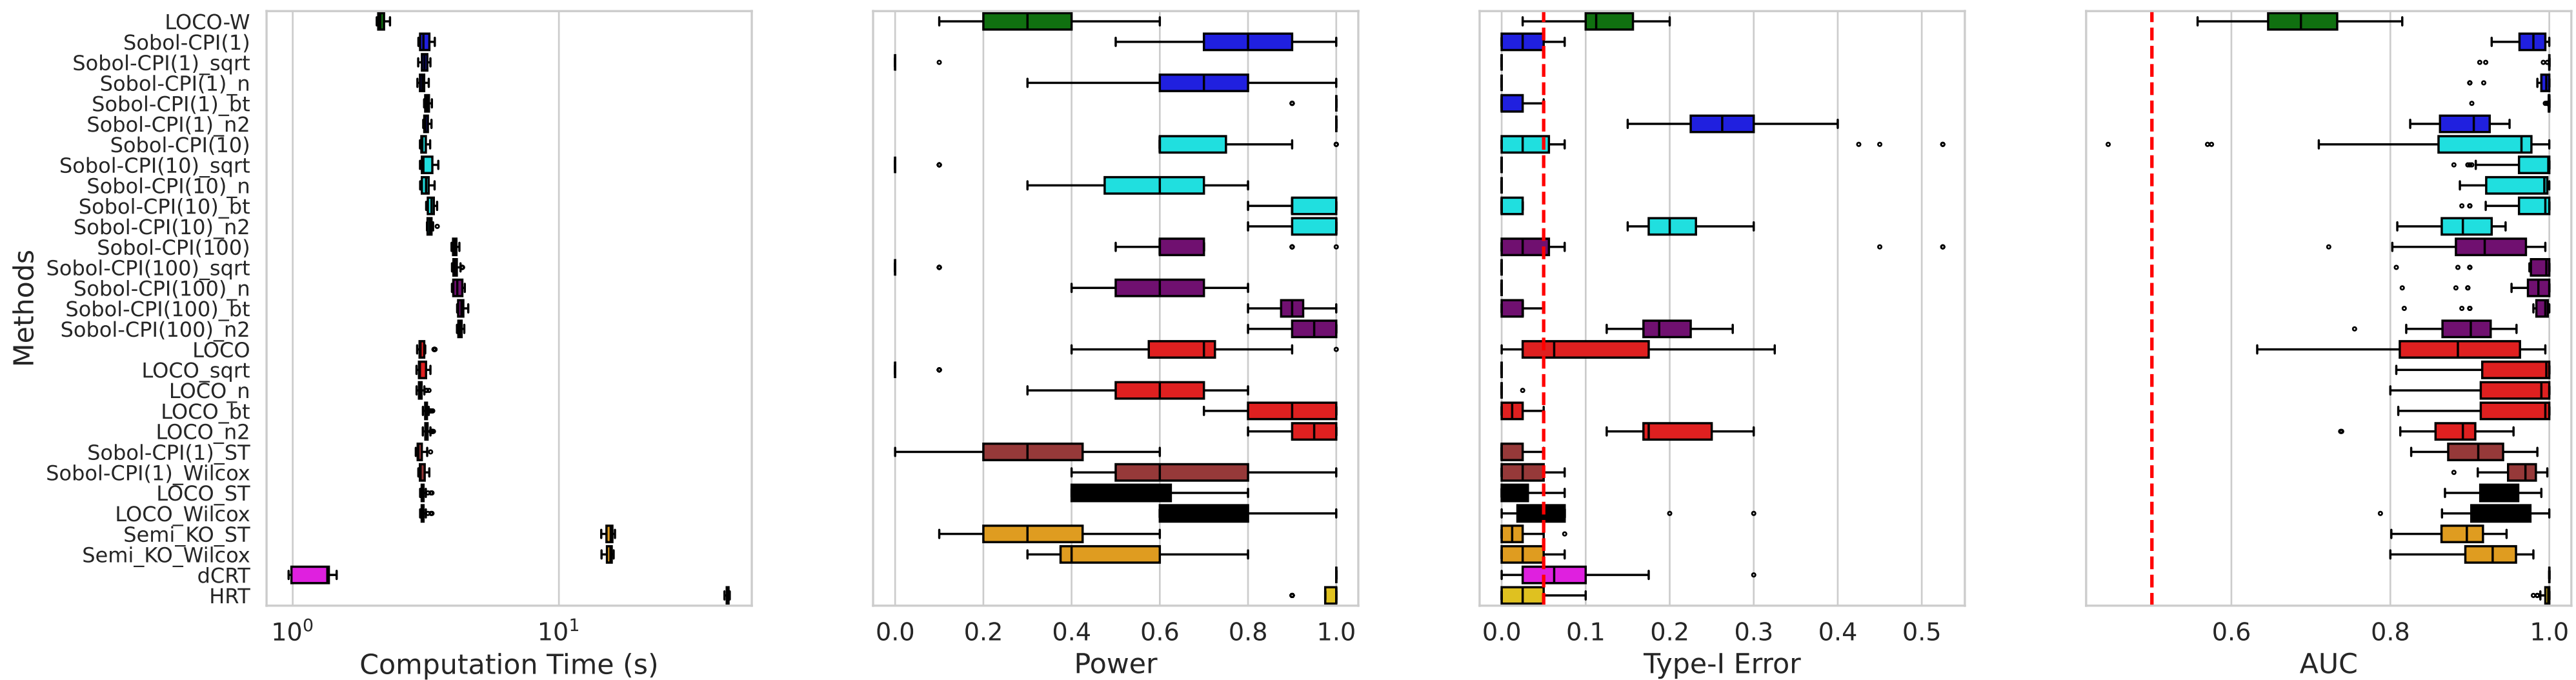 Methods
LOCO-W
Sobol-CPI(1)
Sobol-CPI(1)_sqrt
Sobol-CPI(1)_n
Sobol-CPI(1)_bt
Sobol-CPI(1)_n2
Sobol-CPI(10)
Sobol-CPI(10)_sqrt
Sobol-CPI(10)_n
Sobol-CPI(10)_bt
Sobol-CPI(10)_n2
Sobol-CPI(100)
Sobol-CPI(100)_sqrt
Sobol-CPI(100)_n
Sobol-CPI(100)_bt
Sobol-CPI(100)_n2
LOCO
LOCO_sqrt
LOCO_n
LOCO_bt
LOCO_n2
Sobol-CPI(1)_ST
Sobol-CPI(1)_Wilcox
LOCO_ST
LOCO_Wilcox
Semi_KO_ST
Semi_KO_Wilcox
dCRT
HRT
10⁰ 10¹
Computation Time (s)
0.0 0.2 0.4 0.6 0.8 1.0
Power
0.0 0.1 0.2 0.3 0.4 0.5
Type-I Error
0.6 0.8 1.0
AUC